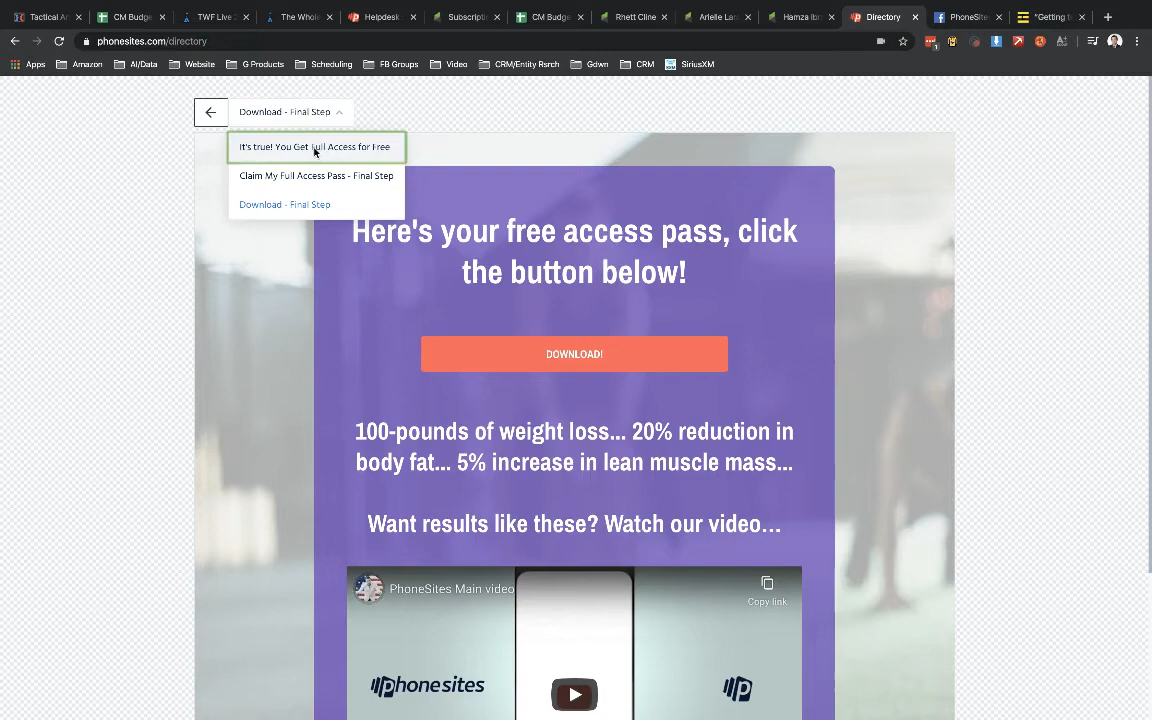 Tactical Ar
CM Budge
TWF Live 2
The Whole
Helpdesk
Subscripti
CM Budge
Rhett Cline
Arielle Lan
Hamza Ibr
Directory
PhoneSite
"Getting t
phonesites.com/directory
Apps
Amazon
AI/Data
Website
G Products
Scheduling
FB Groups
Video
CRM/Entity Rsrch
Gdwn
CRM
SiriusXM
Download - Final Step
It's true! You Get Full Access for Free
Claim My Full Access Pass - Final Step
Download - Final Step
Here's your free access pass, click
the button below!
DOWNLOAD!
100-pounds of weight loss... 20% reduction in
body fat... 5% increase in lean muscle mass...
Want results like these? Watch our video...
PhoneSites Main video
Copy link
phonesites